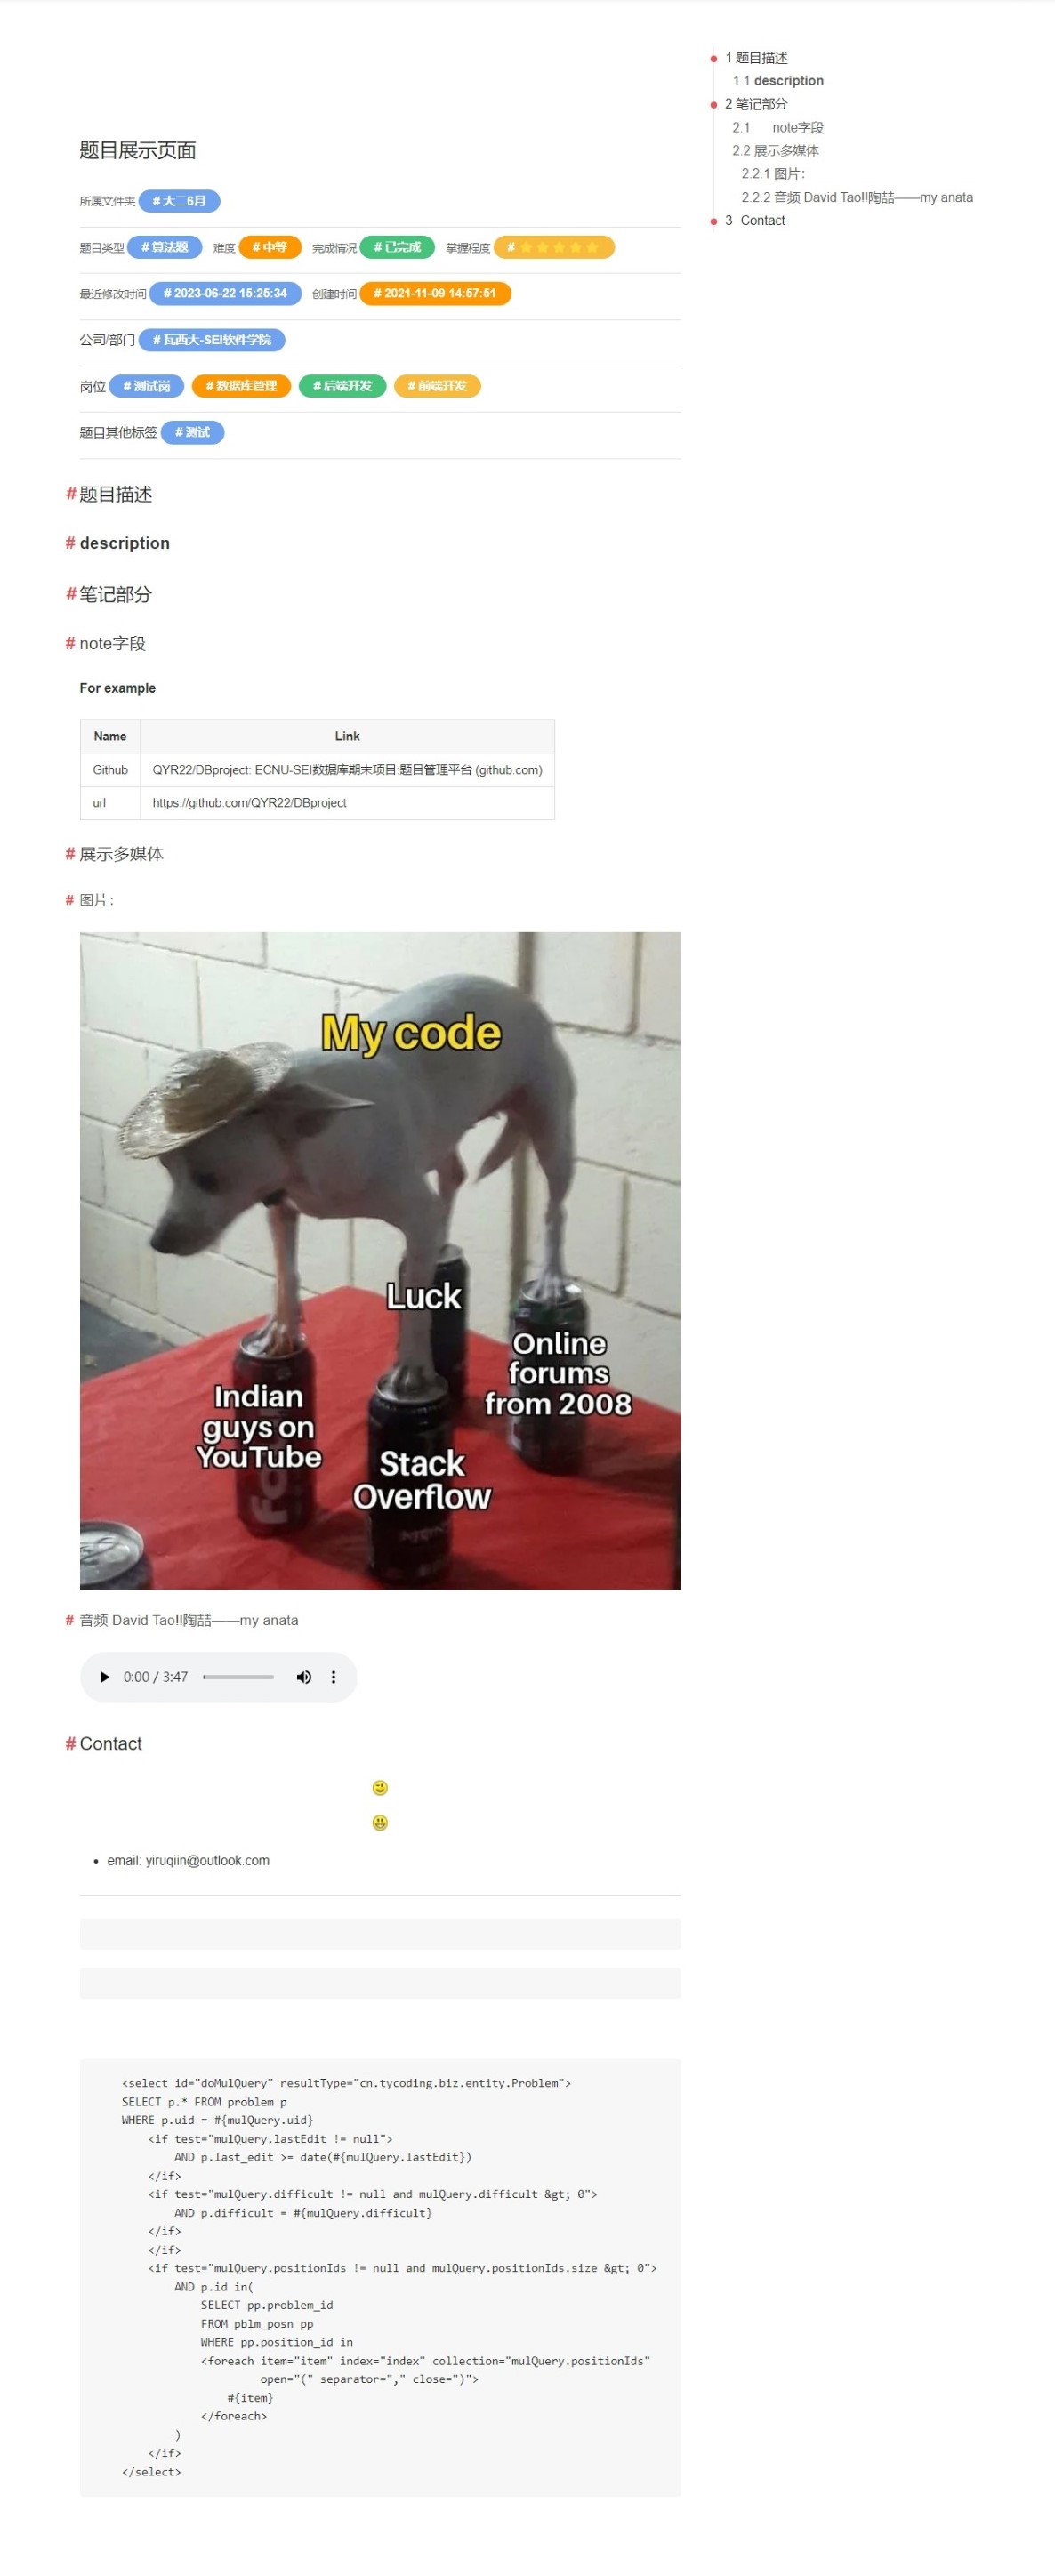 1 题目描述
1.1 description
2 笔记部分
2.1 note字段
2.2 展示多媒体
2.2.1 图片：
2.2.2 音频 David Tao!!陶喆——my anata
3 Contact
题目展示页面
所属文件夹 # 大二6月
题目类型 # 算法题 难度 # 中等 完成情况 # 已完成 掌握程度 # ★★★★★
最近修改时间 # 2023-06-22 15:25:34 创建时间 # 2021-11-09 14:57:51
公司/部门 # 瓦西大-SEI软件学院
岗位 # 测试岗 # 数据库管理 # 后端开发 # 前端开发
题目其他标签 # 测试
# 题目描述
# description
# 笔记部分
# note字段
For example
Name Link
Github QYR22/DBproject: ECNU-SEI数据库期末项目:题目管理平台 (github.com)
url https://github.com/QYR22/DBproject
# 展示多媒体
# 图片：
My code
Luck
Online
forums
from 2008
Indian
guys on
YouTube
Stack
Overflow
# 音频 David Tao!!陶喆——my anata
0:00 / 3:47
# Contact
• email: yiruqiin@outlook.com
<select id="doMulQuery" resultType="cn.tycoding.biz.entity.Problem">
SELECT p.* FROM problem p
WHERE p.uid = #{mulQuery.uid}
<if test="mulQuery.lastEdit != null">
AND p.last_edit >= date(#{mulQuery.lastEdit})
</if>
<if test="mulQuery.difficult != null and mulQuery.difficult &gt; 0">
AND p.difficult = #{mulQuery.difficult}
</if>
</if>
<if test="mulQuery.positionIds != null and mulQuery.positionIds.size &gt; 0">
AND p.id in(
SELECT pp.problem_id
FROM pblm_posn pp
WHERE pp.position_id in
<foreach item="item" index="index" collection="mulQuery.positionIds"
open="(" separator="," close=")">
#{item}
</foreach>
)
</if>
</select>